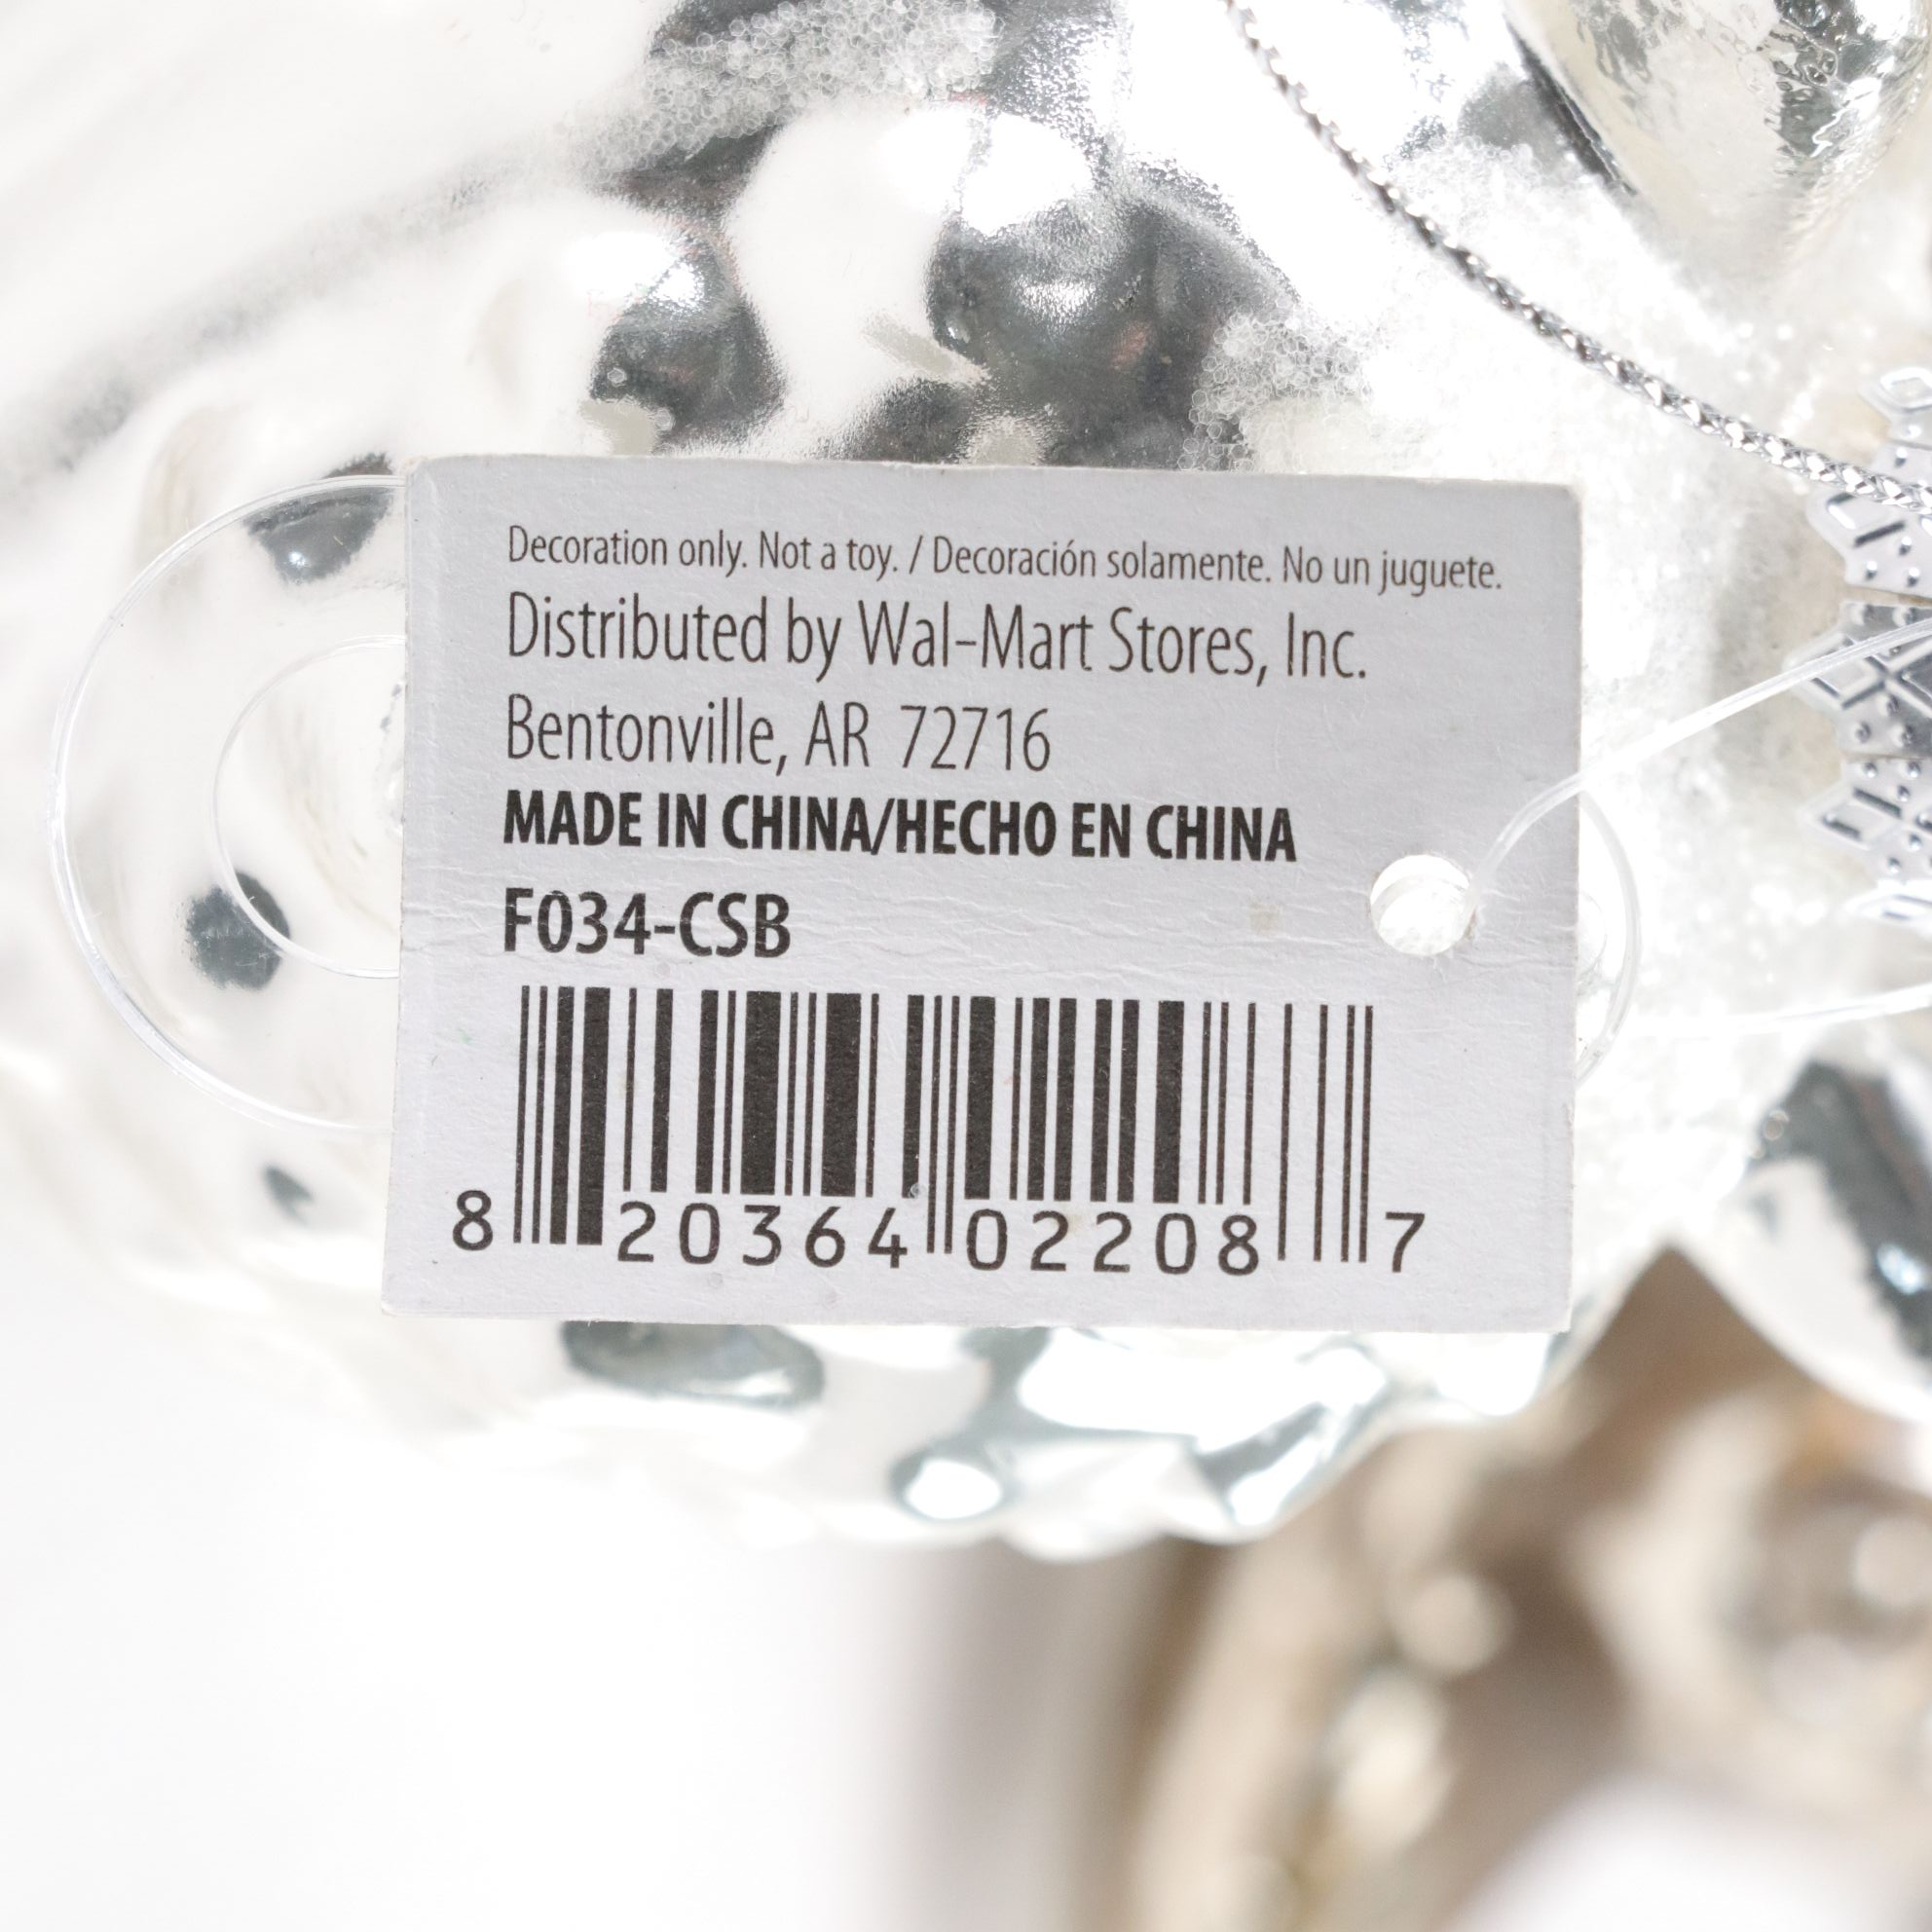 Decoration only. Not a toy. / Decoración solamente. No un juguete.
Distributed by Wal-Mart Stores, Inc.
Bentonville, AR 72716
MADE IN CHINA/HECHO EN CHINA
F034-CSB
8 20364 02208 7